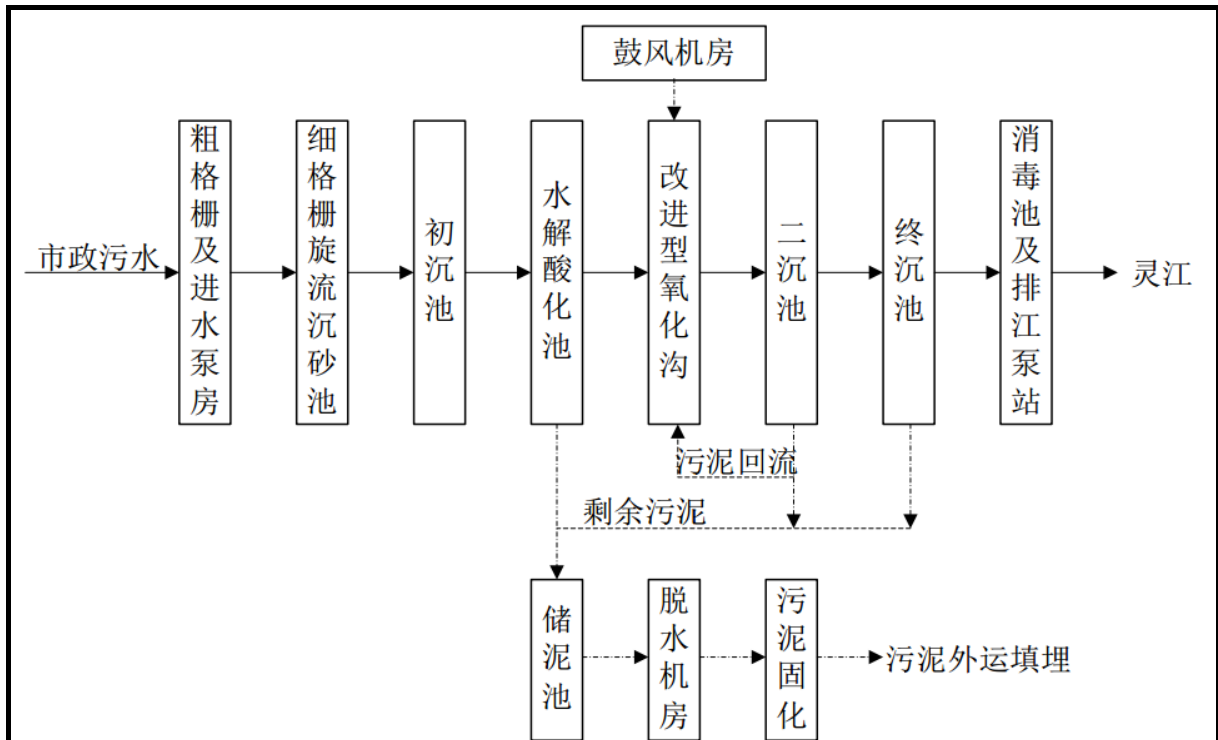 鼓风机房
市政污水
粗格栅及进水泵房
细格栅旋流沉砂池
初沉池
水解酸化池
改进型氧化沟
二沉池
终沉池
消毒池及排江泵站
灵江
污泥回流
剩余污泥
储泥池
脱水机房
污泥固化
污泥外运填埋